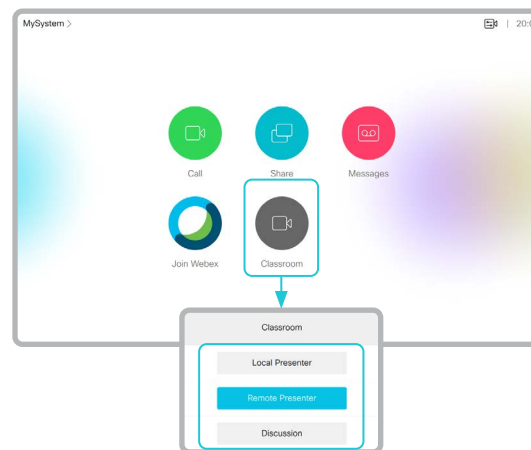 MySystem >
| 20:0
Call
Share
Messages
Join Webex
Classroom
Classroom
Local Presenter
Remote Presenter
Discussion